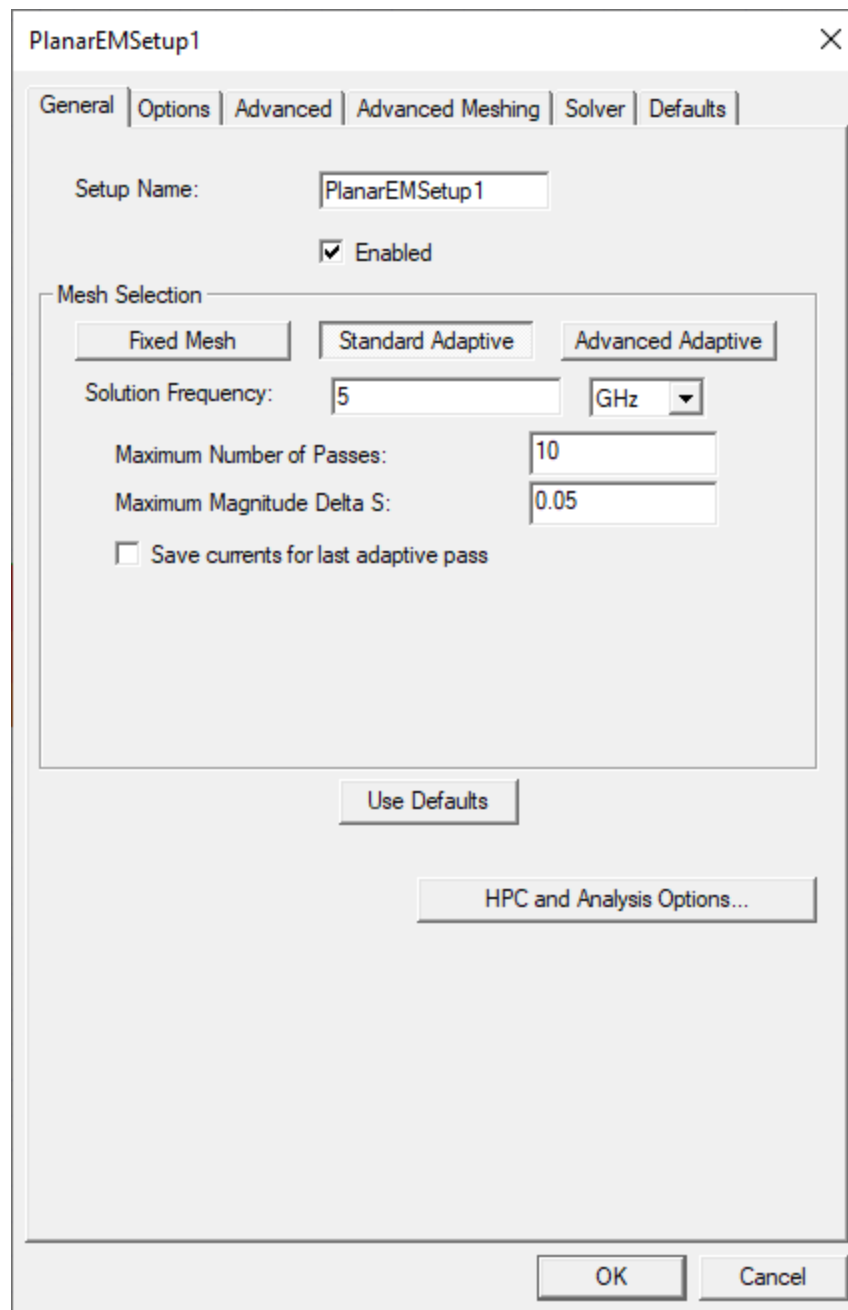 PlanarEMSetup1
General Options Advanced Advanced Meshing Solver Defaults
Setup Name: PlanarEMSetup1
Enabled
Mesh Selection
Fixed Mesh Standard Adaptive Advanced Adaptive
Solution Frequency: 5 GHz
Maximum Number of Passes: 10
Maximum Magnitude Delta S: 0.05
Save currents for last adaptive pass
Use Defaults
HPC and Analysis Options...
OK Cancel